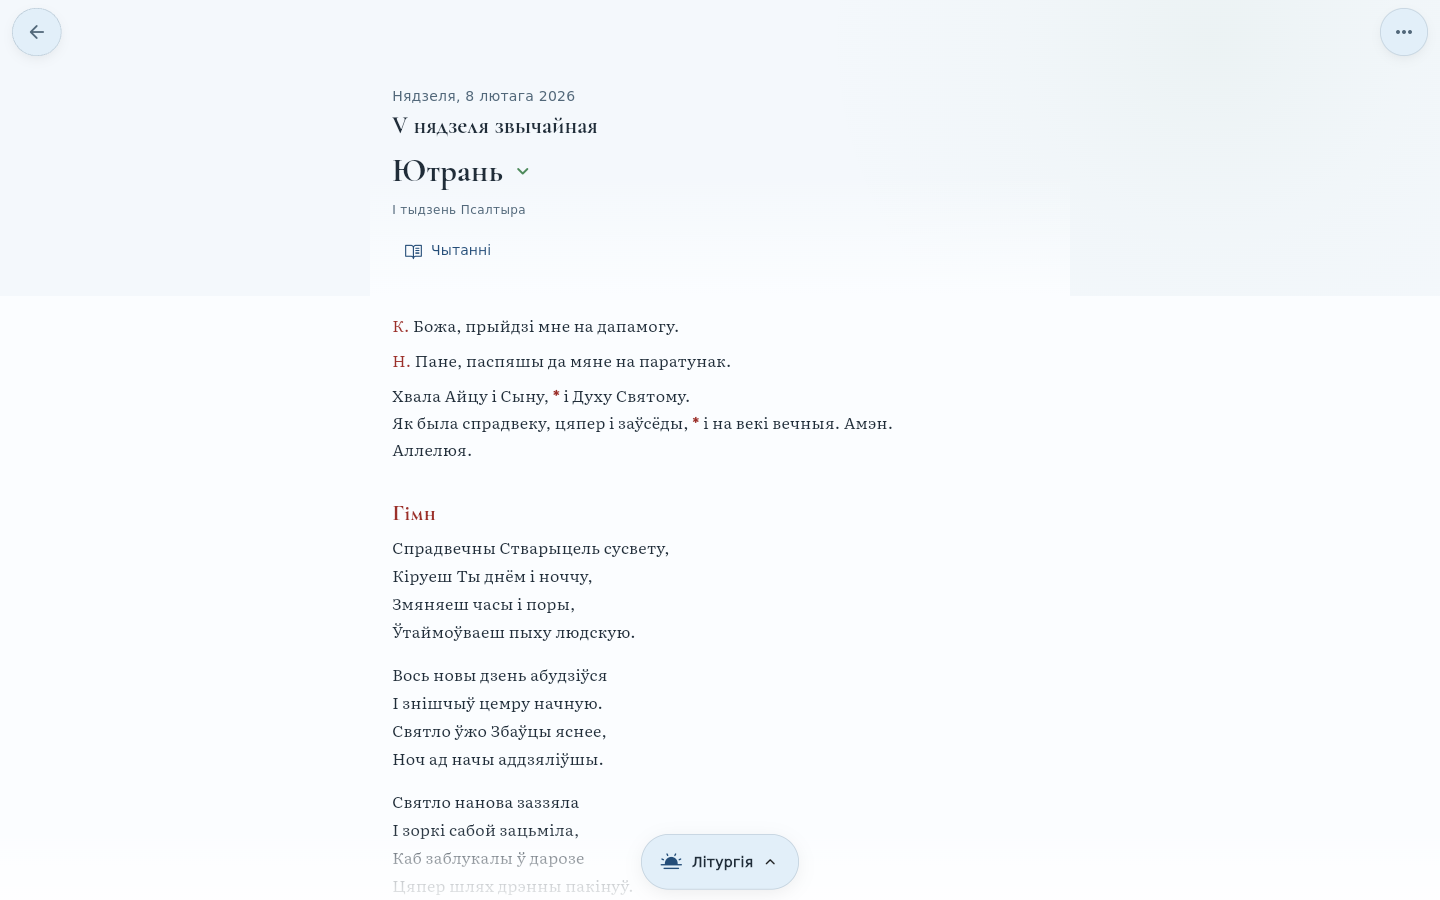 Нядзеля, 8 лютага 2026
V нядзеля звычайная
Ютрань
I тыдзень Псалтыра
Чытанні
К. Божа, прыйдзі мне на дапамогу.
Н. Пане, паспяшы да мяне на паратунак.
Хвала Айцу і Сыну, * і Духу Святому.
Як была спрадвеку, цяпер і заўсёды, * і на векі вечныя. Амэн.
Аллелюя.
Гімн
Спрадвечны Стварыцель сусвету,
Кіруеш Ты днём і ноччу,
Змяняеш часы і поры,
Ўтаймоўваеш пыху людскую.
Вось новы дзень абудзіўся
І знішчыў цемру начную.
Святло ўжо Збаўцы яснее,
Ноч ад начы аддзяліўшы.
Святло нанова заззяла
І зоркі сабой зацьміла,
Каб заблукалы ў дарозе
Цяпер шлях дрэнны пакінуў.
Літургія